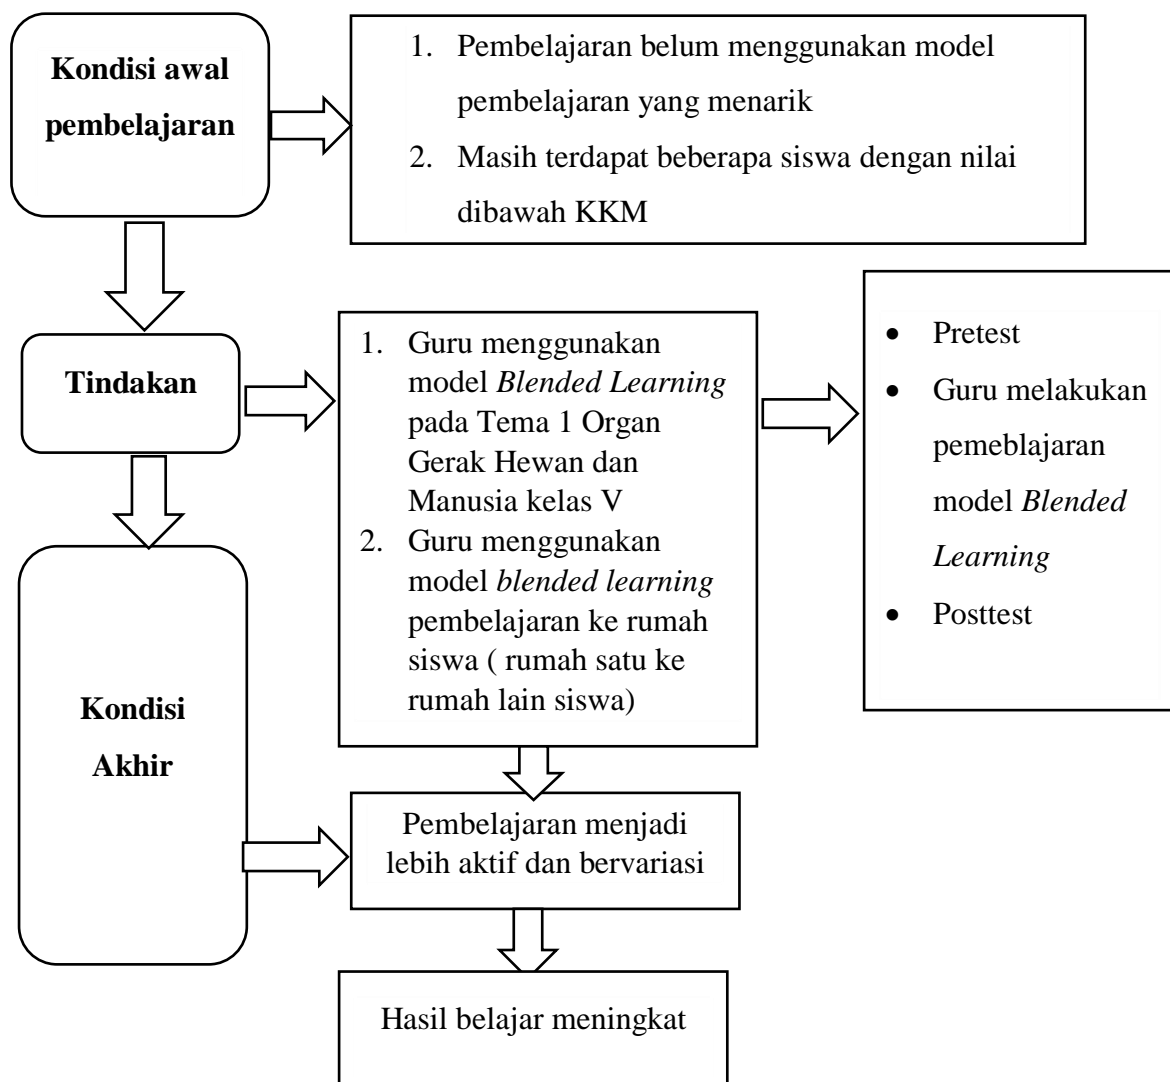 Kondisi awal
pembelajaran
1. Pembelajaran belum menggunakan model
pembelajaran yang menarik
2. Masih terdapat beberapa siswa dengan nilai
dibawah KKM
Tindakan
1. Guru menggunakan
model Blended Learning
pada Tema 1 Organ
Gerak Hewan dan
Manusia kelas V
2. Guru menggunakan
model blended learning
pembelajaran ke rumah
siswa ( rumah satu ke
rumah lain siswa)
• Pretest
• Guru melakukan
pemeblajaran
model Blended
Learning
• Posttest
Kondisi
Akhir
Pembelajaran menjadi
lebih aktif dan bervariasi
Hasil belajar meningkat